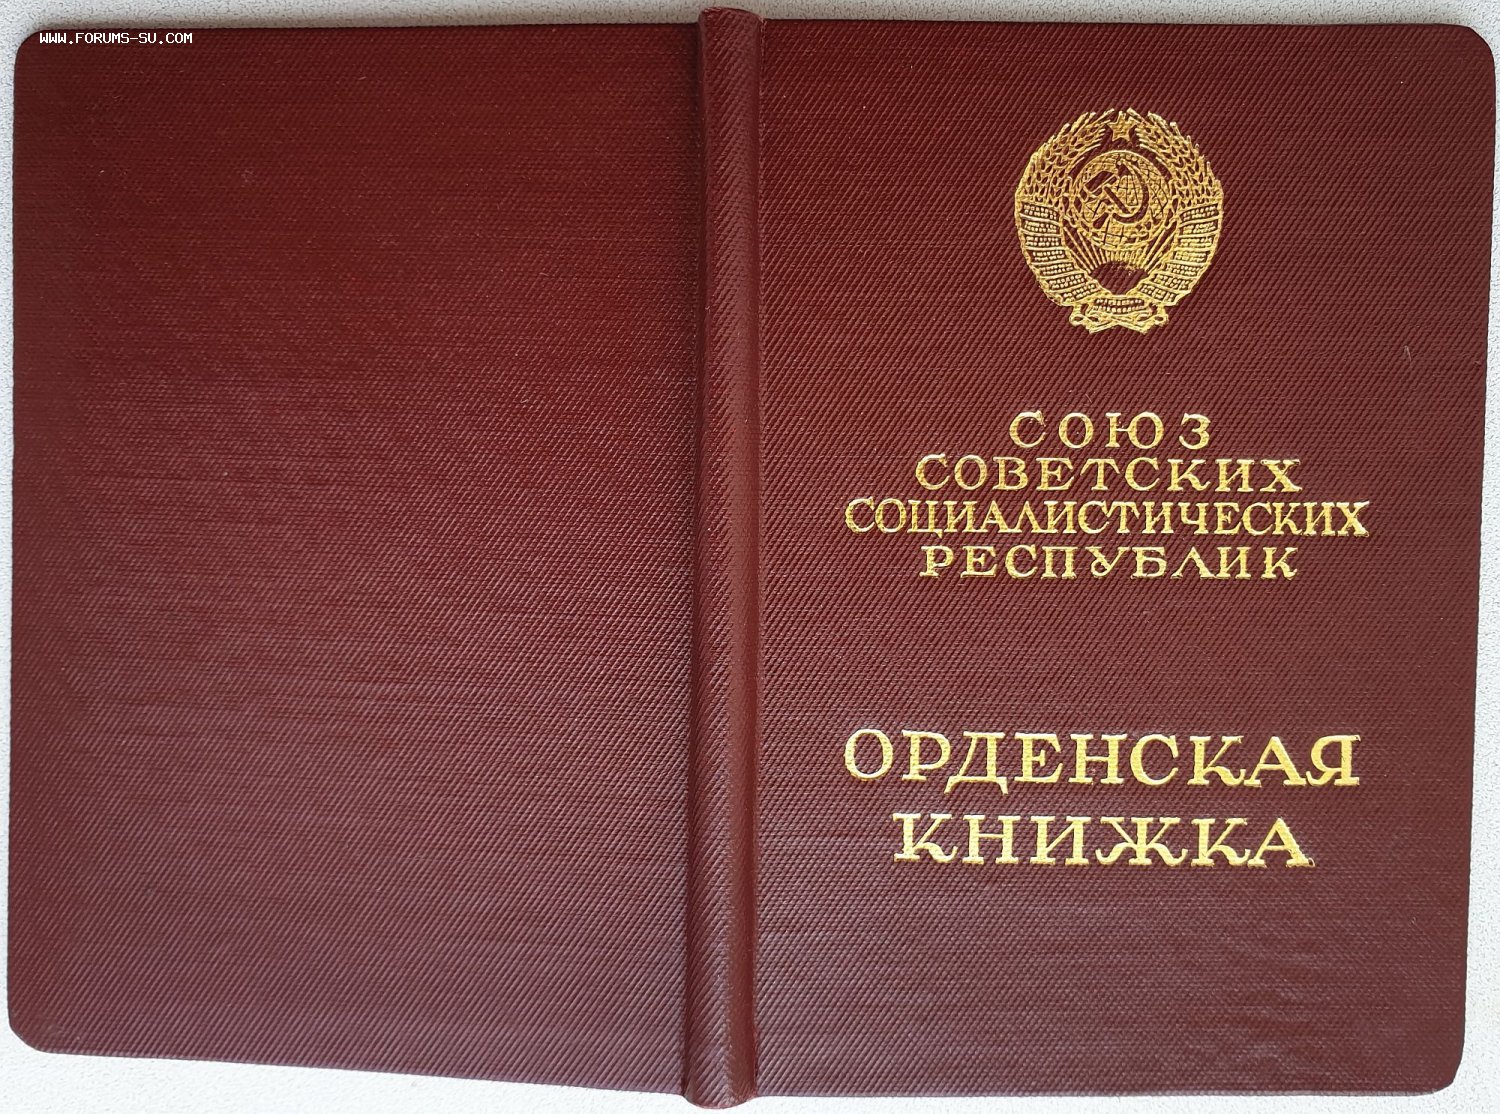 WWW.FORUMS-SU.COM
СОЮЗ
СОВЕТСКИХ
СОЦИАЛИСТИЧЕСКИХ
РЕСПУБЛИК
ОРДЕНСКАЯ
КНИЖКА